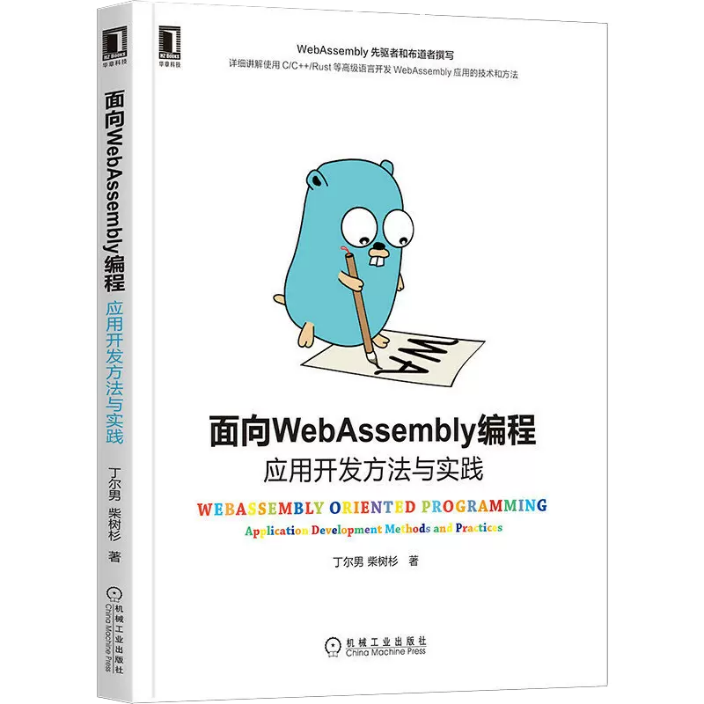 HZ BOOKS
华章科技
面向WebAssembly编程
应用开发方法与实践
丁尔男 柴树杉 著
机械工业出版社
China Machine Press
HZ BOOKS
华章科技
WebAssembly 先驱者和布道者撰写
详细讲解使用 C/C++/Rust 等高级语言开发 WebAssembly 应用的技术和方法
WA
面向WebAssembly编程
应用开发方法与实践
WEBASSEMBLY ORIENTED PROGRAMMING
Application Development Methods and Practices
丁尔男 柴树杉 著
机械工业出版社
China Machine Press